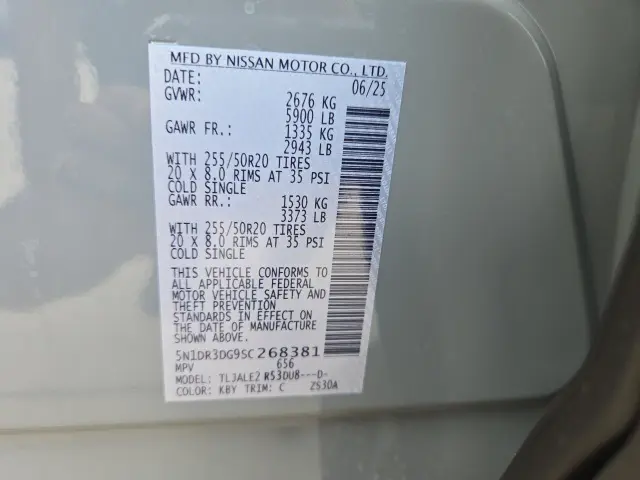 MFD BY NISSAN MOTOR CO., LTD.
DATE: 06/25
GVWR: 2676 KG
5900 LB
GAWR FR.: 1335 KG
2943 LB
WITH 255/50R20 TIRES
20 X 8.0 RIMS AT 35 PSI
COLD SINGLE
GAWR RR.: 1530 KG
3373 LB
WITH 255/50R20 TIRES
20 X 8.0 RIMS AT 35 PSI
COLD SINGLE
THIS VEHICLE CONFORMS TO
ALL APPLICABLE FEDERAL
MOTOR VEHICLE SAFETY AND
THEFT PREVENTION
STANDARDS IN EFFECT ON
THE DATE OF MANUFACTURE
5N1DR3DG9SC268381
MPV 656
MODEL: TLJALE2 R53DU8---D-
COLOR: KBY TRIM: C ZS30A